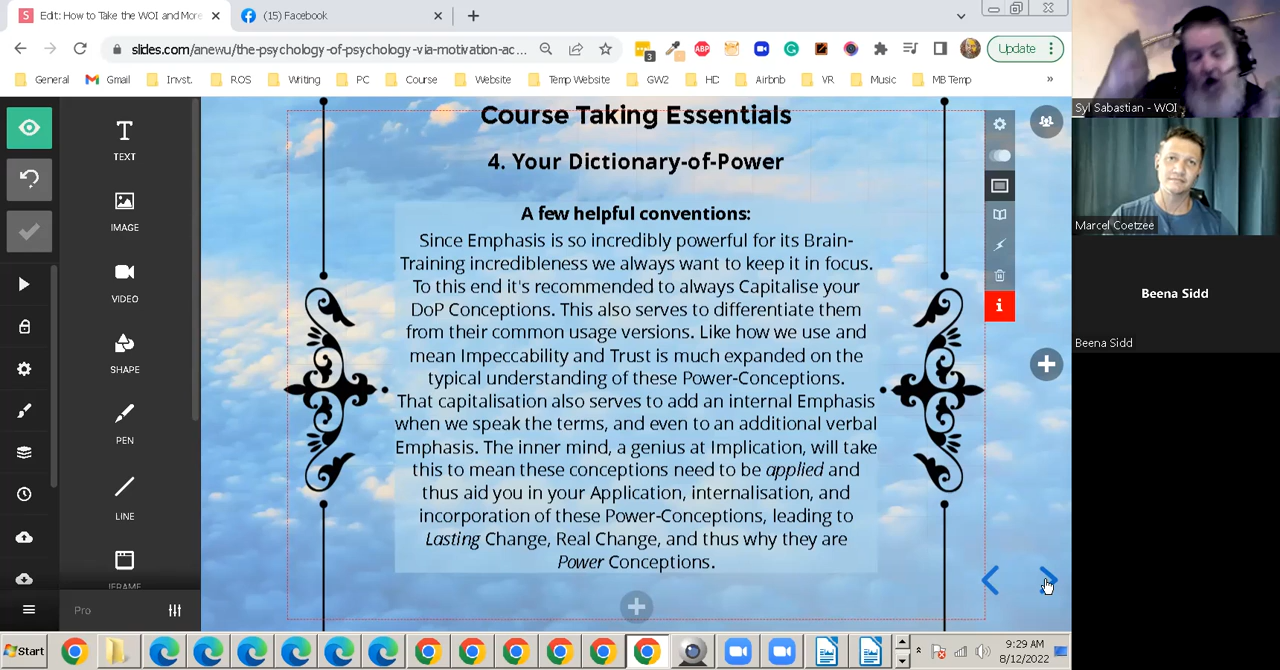 Edit: How to Take the WOI and More
(15) Facebook
slides.com/anewu/the-psychology-of-psychology-via-motivation-ac...
3
ABP
Update
General
Gmail
Invst.
ROS
Writing
PC
Course
Website
Temp Website
GW2
HD
Airbnb
VR
Music
MB Temp
»
TEXT
IMAGE
VIDEO
SHAPE
PEN
LINE
IFRAME
Pro
Course Taking Essentials
4. Your Dictionary-of-Power
A few helpful conventions:
Since Emphasis is so incredibly powerful for its Brain-
Training incredibleness we always want to keep it in focus.
To this end it's recommended to always Capitalise your
DoP Conceptions. This also serves to differentiate them
from their common usage versions. Like how we use and
mean Impeccability and Trust is much expanded on the
typical understanding of these Power-Conceptions.
That capitalisation also serves to add an internal Emphasis
when we speak the terms, and even to an additional verbal
Emphasis. The inner mind, a genius at Implication, will take
this to mean these conceptions need to be applied and
thus aid you in your Application, internalisation, and
incorporation of these Power-Conceptions, leading to
Lasting Change, Real Change, and thus why they are
Power Conceptions.
Syl Sabastian - WOI
Marcel Coetzee
Beena Sidd
Beena Sidd
Start
9:29 AM
8/12/2022